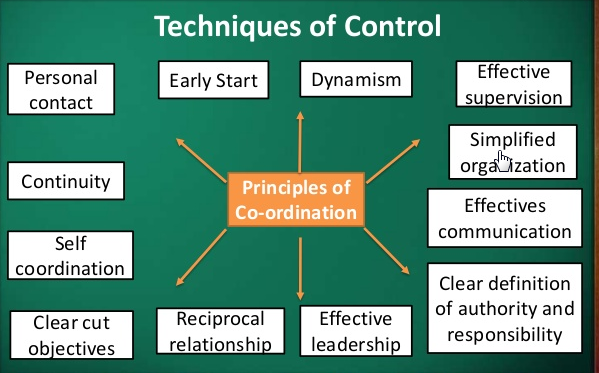 Techniques of Control
Personal
contact
Early Start
Dynamism
Effective
supervision
Simplified
organization
Continuity
Principles of
Co-ordination
Effectives
communication
Self
coordination
Clear definition
of authority and
responsibility
Clear cut
objectives
Reciprocal
relationship
Effective
leadership